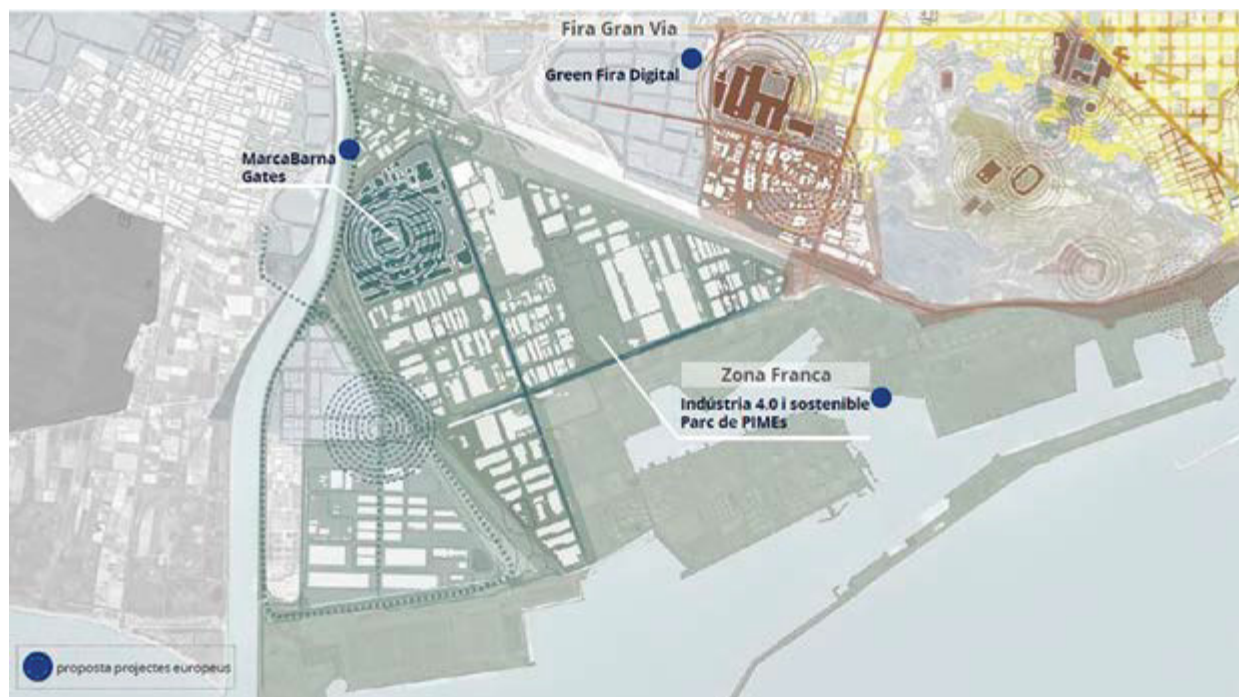 Fira Gran Via
Green Fira Digital
MarcaBarna
Gates
Zona Franca
Indústria 4.0 i sostenible
Parc de PIMEs
proposta projectes europeus